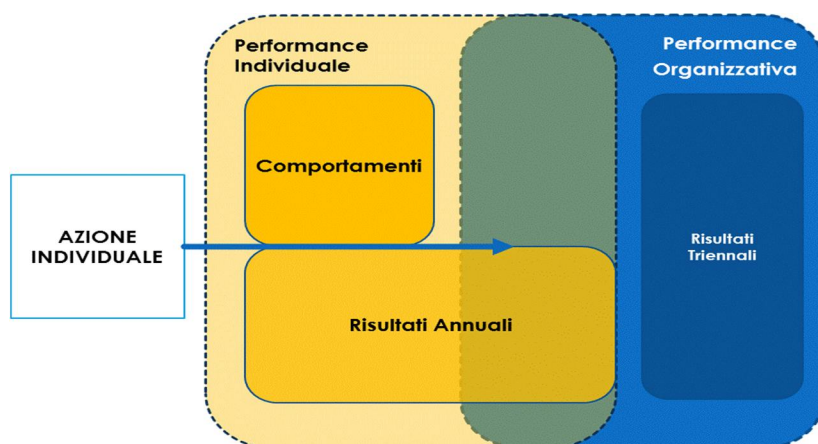 Performance
Individuale
Performance
Organizzativa
Comportamenti
AZIONE
INDIVIDUALE
Risultati
Triennali
Risultati Annuali